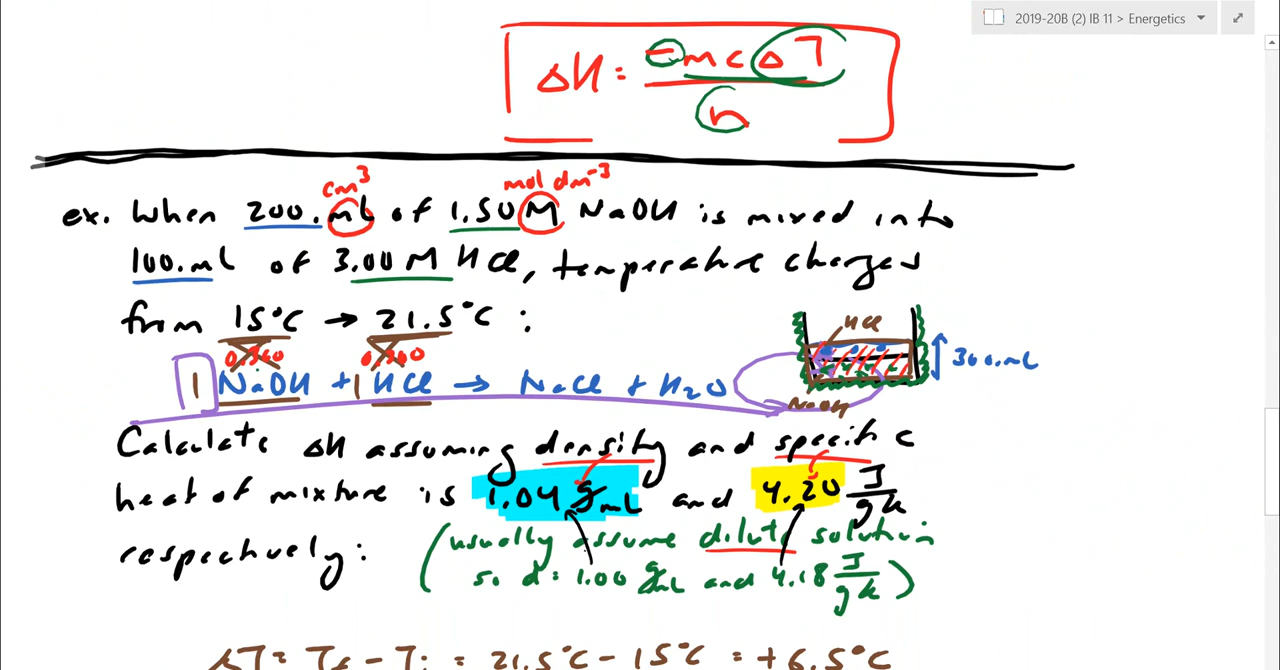 2019-20B (2) IB 11 > Energetics
ΔH = -mcΔT
n
cm³ mol dm⁻³
ex. When 200.mL of 1.50 M NaOH is mixed into
100.mL of 3.00 M HCl, temperature changes
from 15°C → 21.5°C :
HCl
0.300 0.300
300.mL
1 NaOH + 1 HCl → NaCl + H₂O
NaOH
Calculate ΔH assuming density and specific
heat of mixture is 1.04 g/mL and 4.20 J/gK
respectively:
(usually assume dilute solution
so d = 1.00 g/mL and 4.18 J/gK)
ΔT = Tf - Ti = 21.5°C - 15°C = +6.5°C